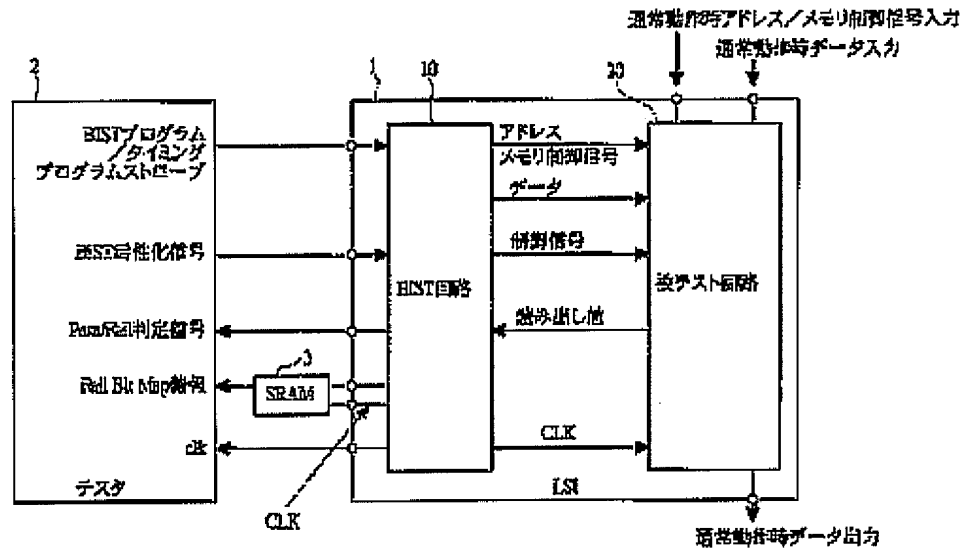 通常動作時アドレス/メモリ制御信号入力
通常動作時データ入力
2
1
10
20
BISTプログラム
/タイミング
プログラムストローブ
アドレス
メモリ制御信号
データ
BIST活性化信号
制御信号
BIST回路
被テスト回路
Pass/Fail判定信号
読み出し値
3
Fail Bit Map情報
SRAM
clk
CLK
テスタ
LSI
CLK
通常動作時データ出力